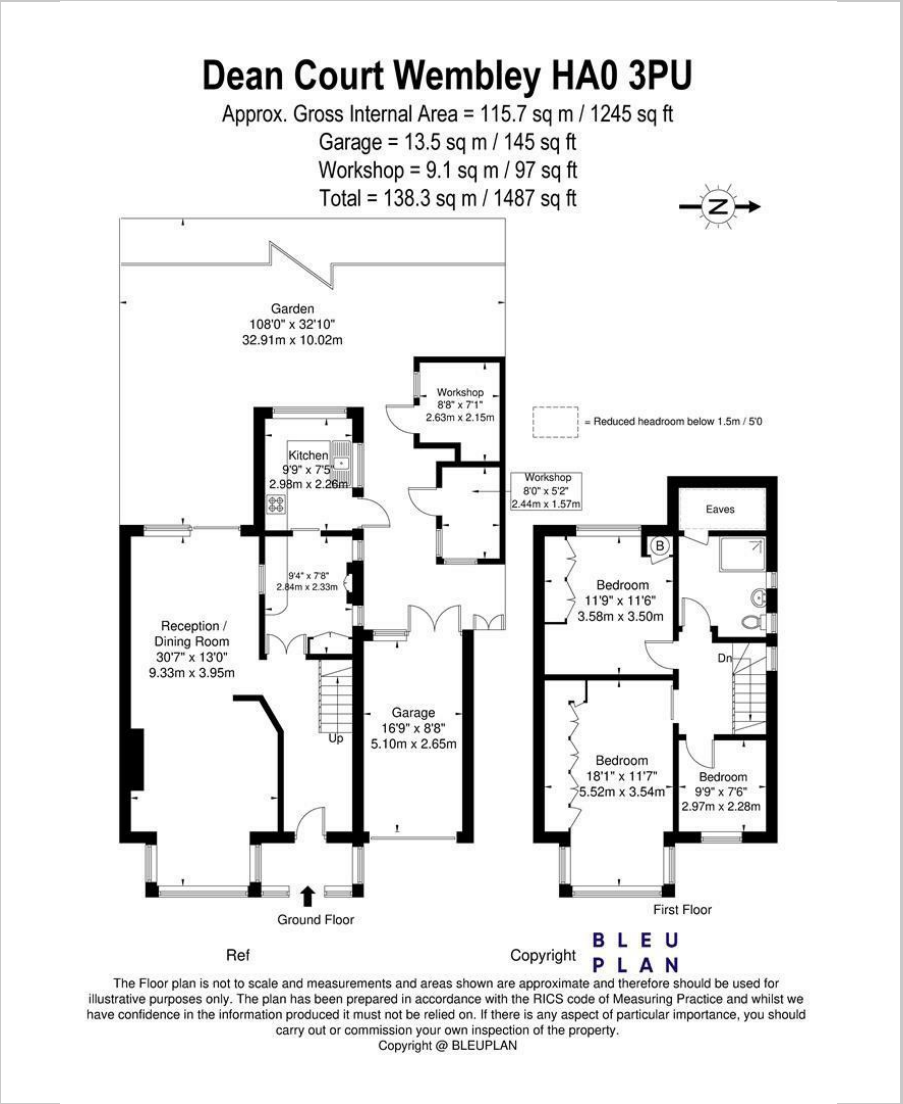 Dean Court Wembley HA0 3PU
Approx. Gross Internal Area = 115.7 sq m / 1245 sq ft
Garage = 13.5 sq m / 145 sq ft
Workshop = 9.1 sq m / 97 sq ft
Total = 138.3 sq m / 1487 sq ft
N
Garden
108'0" x 32'10"
32.91m x 10.02m
Workshop
8'8" x 7'1"
2.63m x 2.15m
= Reduced headroom below 1.5m / 5'0
Kitchen
9'9" x 7'5"
2.98m x 2.26m
Workshop
8'0" x 5'2"
2.44m x 1.57m
Eaves
B
9'4" x 7'8"
2.84m x 2.33m
Bedroom
11'9" x 11'6"
3.58m x 3.50m
Reception /
Dining Room
30'7" x 13'0"
9.33m x 3.95m
Dn
Garage
16'9" x 8'8"
5.10m x 2.65m
Up
Bedroom
18'1" x 11'7"
5.52m x 3.54m
Bedroom
9'9" x 7'6"
2.97m x 2.28m
Ground Floor
First Floor
Ref
Copyright
BLEU
PLAN
The Floor plan is not to scale and measurements and areas shown are approximate and therefore should be used for
illustrative purposes only. The plan has been prepared in accordance with the RICS code of Measuring Practice and whilst we
have confidence in the information produced it must not be relied on. If there is any aspect of particular importance, you should
carry out or commission your own inspection of the property.
Copyright @ BLEUPLAN